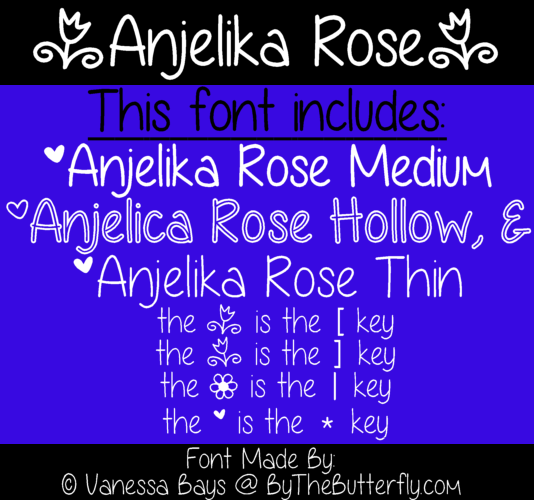 Anjelika Rose
This font includes:
Anjelika Rose Medium
Anjelica Rose Hollow, &
Anjelika Rose Thin
the is the [ key
the is the ] key
the is the | key
the ♥ is the * key
Font Made By:
© Vanessa Bays @ ByTheButterfly.com